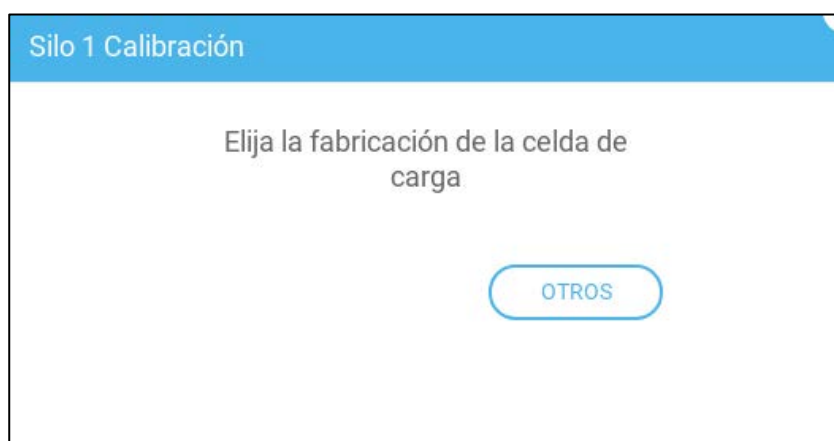 Silo 1 Calibración
Elija la fabricación de la celda de
carga
OTROS